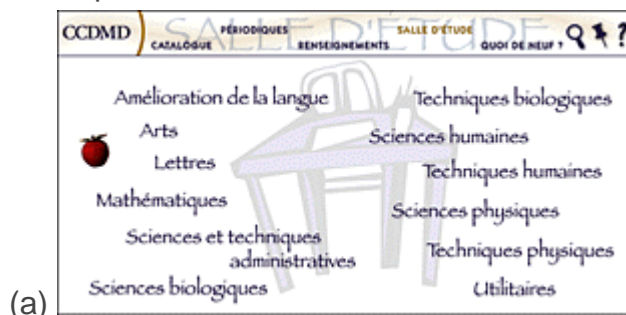 CCDMD
SALLE D'ÉTUDE
PÉRIODIQUES
SALLE D'ÉTUDE
CATALOGUE
RENSEIGNEMENTS
QUOI DE NEUF ?
?
Amélioration de la langue
Techniques biologiques
Arts
Sciences humaines
Lettres
Techniques humaines
Mathématiques
Sciences physiques
Sciences et techniques
administratives
Techniques physiques
Sciences biologiques
Utilitaires
(a)